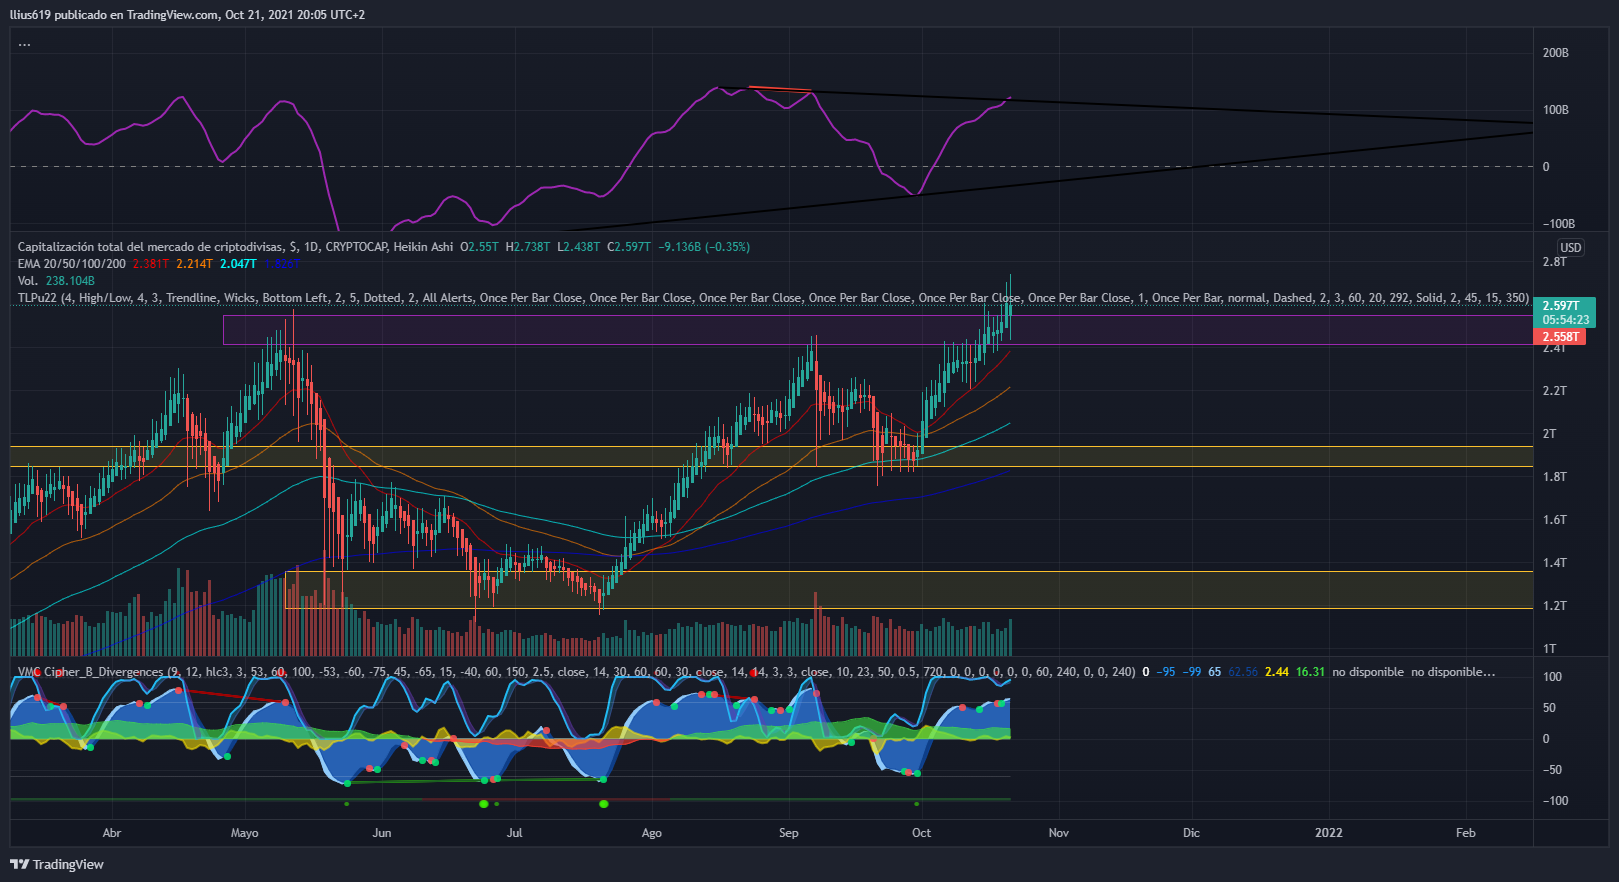 llius619 publicado en TradingView.com, Oct 21, 2021 20:05 UTC+2
...
200B
100B
0
−100B
Capitalización total del mercado de criptodivisas, $, 1D, CRYPTOCAP, Heikin Ashi O2.55T H2.738T L2.438T C2.597T −9.136B (−0.35%)
USD
EMA 20/50/100/200 2.381T 2.214T 2.047T
2.8T
Vol. 238.104B
TLPu22 (4, High/Low, 4, 3, Trendline, Wicks, Bottom Left, 2, 5, Dotted, 2, All Alerts, Once Per Bar Close, Once Per Bar Close, Once Per Bar Close, Once Per Bar Close, Once Per Bar Close, Once Per Bar Close, 1, Once Per Bar, normal, Dashed, 2, 3, 60, 20, 292, Solid, 2, 45, 15, 350)
2.597T
05:54:23
2.558T
2.4T
2.2T
2T
1.8T
1.6T
1.4T
1.2T
1T
VMC Cipher_B_Divergences (9, 12, hlc3, 3, 53, 60, 100, -53, -60, -75, 45, -65, 15, -40, 60, 150, 2.5, close, 14, 30, 60, 60, 30, close, 14, 14, 3, 3, close, 10, 23, 50, 0.5, 720, 0, 0, 0, 0, 0, 0, 60, 240, 0, 0, 240) 0 −95 −99 65 62.56 2.44 16.31 no disponible no disponible...
100
50
0
−50
−100
Abr Mayo Jun Jul Ago Sep Oct Nov Dic 2022 Feb
TradingView